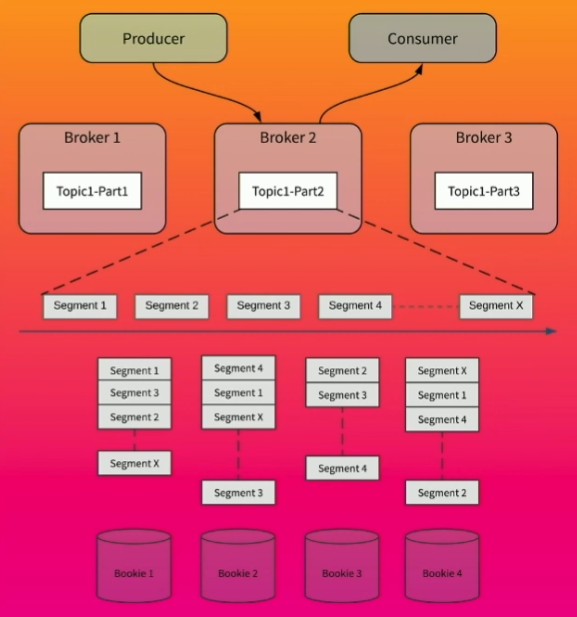 Producer
Consumer
Broker 1
Broker 2
Broker 3
Topic1-Part1
Topic1-Part2
Topic1-Part3
Segment 1
Segment 2
Segment 3
Segment 4
Segment X
Segment 1
Segment 3
Segment 2
Segment X
Segment 4
Segment 1
Segment X
Segment 3
Segment 2
Segment 3
Segment 4
Segment X
Segment 1
Segment 4
Segment 2
Bookie 1
Bookie 2
Bookie 3
Bookie 4